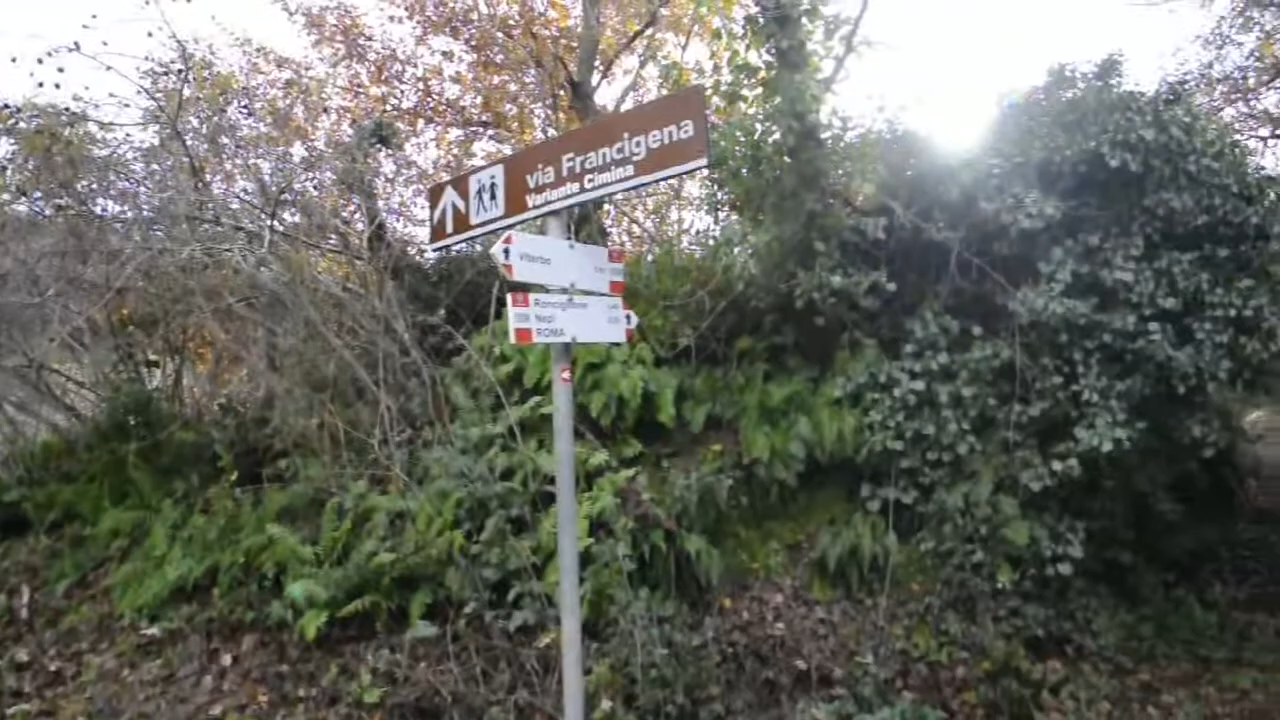 via Francigena
Variante Cimina
Viterbo
Ronciglione
Nepi
ROMA